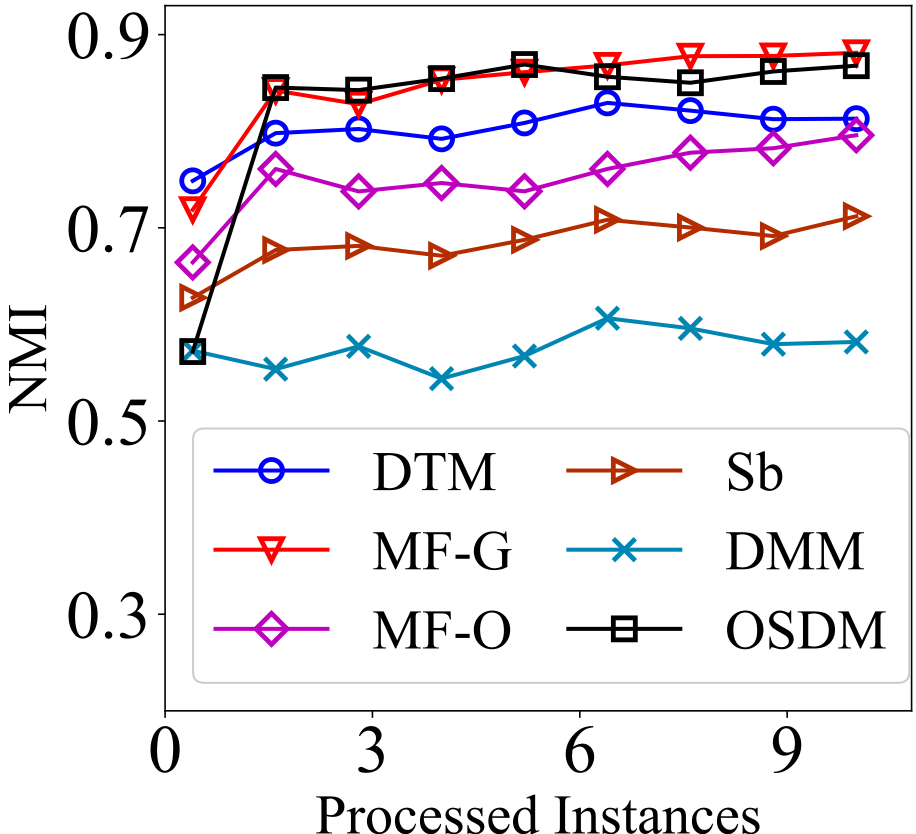 0.9
0.7
0.5
0.3
NMI
DTM
MF-G
MF-O
Sb
DMM
OSDM
0 3 6 9
Processed Instances